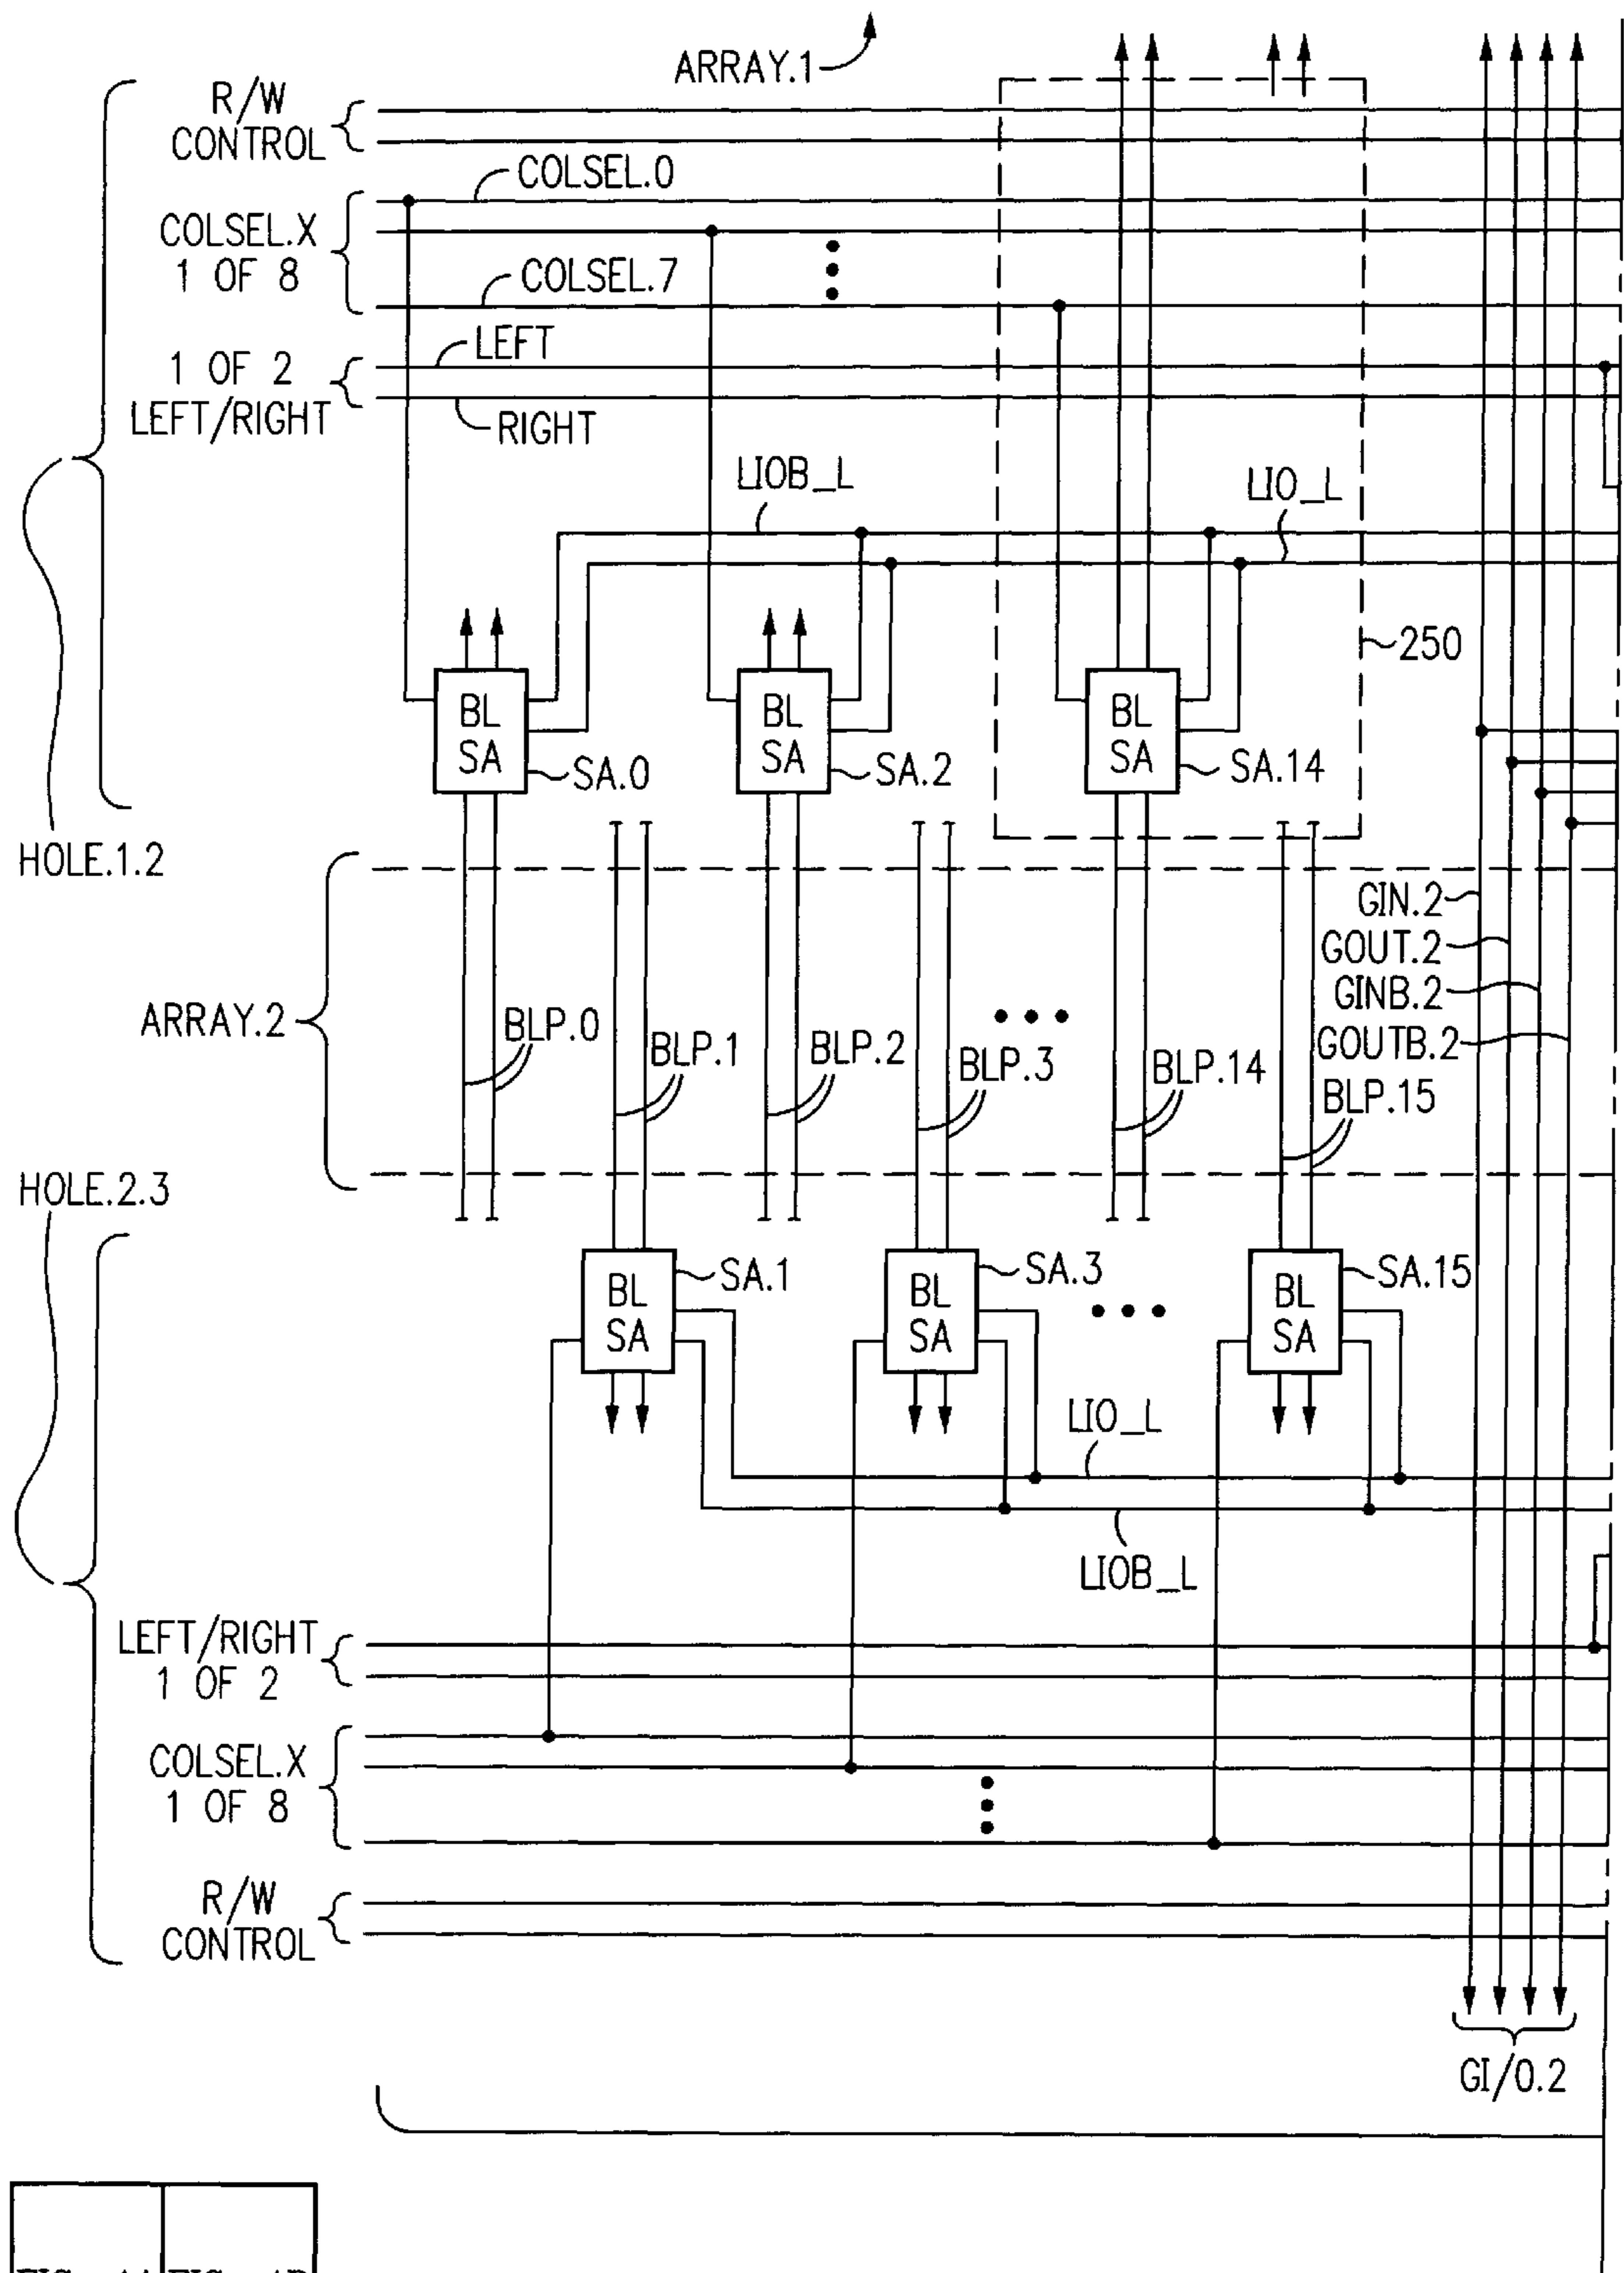 ARRAY.1
R/W
CONTROL
COLSEL.0
COLSEL.X
1 OF 8
COLSEL.7
LEFT
1 OF 2
LEFT/RIGHT
RIGHT
LIOB_L
LIO_L
250
BL
SA
SA.0
BL
SA
SA.2
BL
SA
SA.14
HOLE.1.2
GIN.2
GOUT.2
GINB.2
GOUTB.2
ARRAY.2
BLP.0
BLP.1
BLP.2
BLP.3
BLP.14
BLP.15
HOLE.2.3
BL
SA
SA.1
BL
SA
SA.3
BL
SA
SA.15
LIO_L
LIOB_L
LEFT/RIGHT
1 OF 2
COLSEL.X
1 OF 8
R/W
CONTROL
GI/O.2